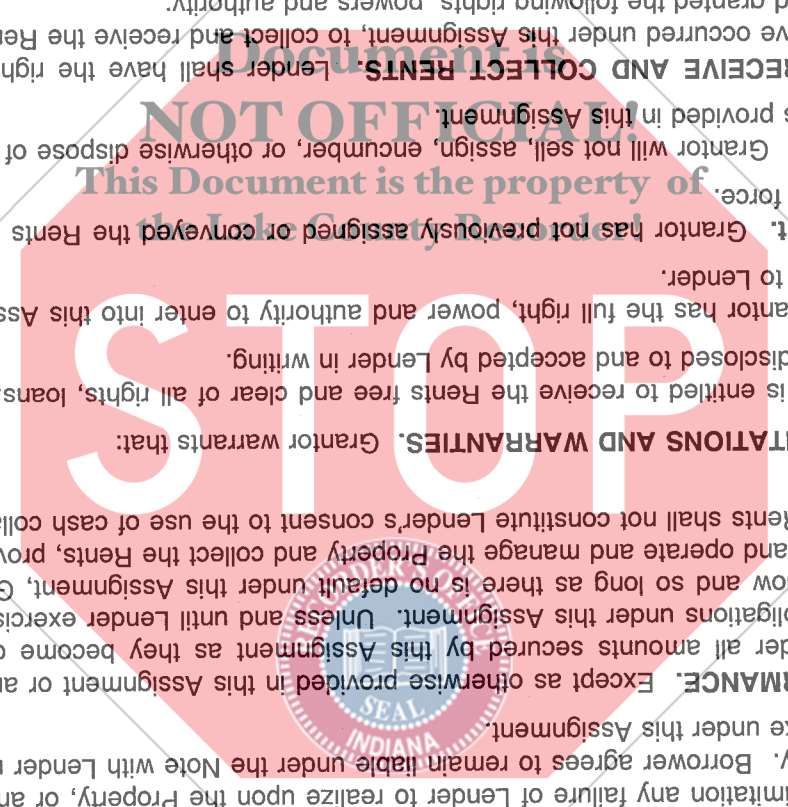 imitation any failure of Lender to realize upon the Property, or an
y. Borrower agrees to remain liable under the Note with Lender
ke under this Assignment.
RMANCE. Except as otherwise provided in this Assignment or a
der all amounts secured by this Assignment as they become
obligations under this Assignment. Unless and until Lender exercis
ow and so long as there is no default under this Assignment, G
and operate and manage the Property and collect the Rents, prov
Rents shall not constitute Lender's consent to the use of cash colla
TATIONS AND WARRANTIES. Grantor warrants that:
is entitled to receive the Rents free and clear of all rights, loans,
disclosed to and accepted by Lender in writing.
antor has the full right, power and authority to enter into this Ass
to Lender.
t. Grantor has not previously assigned or conveyed the Rents
force.
Grantor will not sell, assign, encumber, or otherwise dispose of
s provided in this Assignment.
ECEIVE AND COLLECT RENTS. Lender shall have the righ
ve occurred under this Assignment, to collect and receive the Ren
d granted the following rights, powers and authority:
Document is
NOT OFFICIAL!
This Document is the property of
the Lake County Recorder!
STOP
SEAL
INDIANA